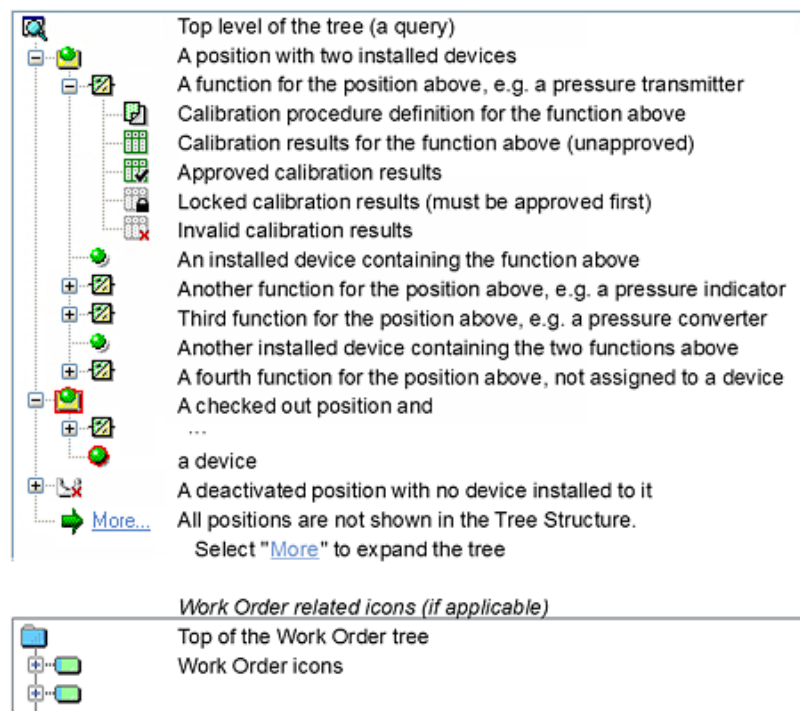 Top level of the tree (a query)
A position with two installed devices
A function for the position above, e.g. a pressure transmitter
Calibration procedure definition for the function above
Calibration results for the function above (unapproved)
Approved calibration results
Locked calibration results (must be approved first)
Invalid calibration results
An installed device containing the function above
Another function for the position above, e.g. a pressure indicator
Third function for the position above, e.g. a pressure converter
Another installed device containing the two functions above
A fourth function for the position above, not assigned to a device
A checked out position and
...
a device
A deactivated position with no device installed to it
More... All positions are not shown in the Tree Structure.
Select "More" to expand the tree
Work Order related icons (if applicable)
Top of the Work Order tree
Work Order icons